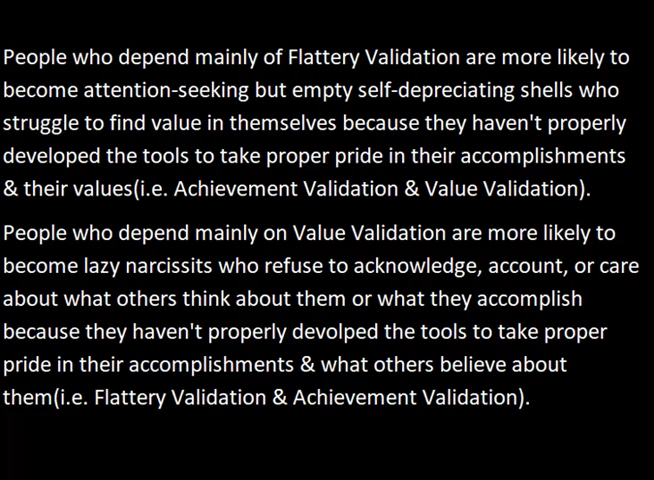 People who depend mainly of Flattery Validation are more likely to
become attention-seeking but empty self-depreciating shells who
struggle to find value in themselves because they haven't properly
developed the tools to take proper pride in their accomplishments
& their values(i.e. Achievement Validation & Value Validation).
People who depend mainly on Value Validation are more likely to
become lazy narcissits who refuse to acknowledge, account, or care
about what others think about them or what they accomplish
because they haven't properly devolped the tools to take proper
pride in their accomplishments & what others believe about
them(i.e. Flattery Validation & Achievement Validation).